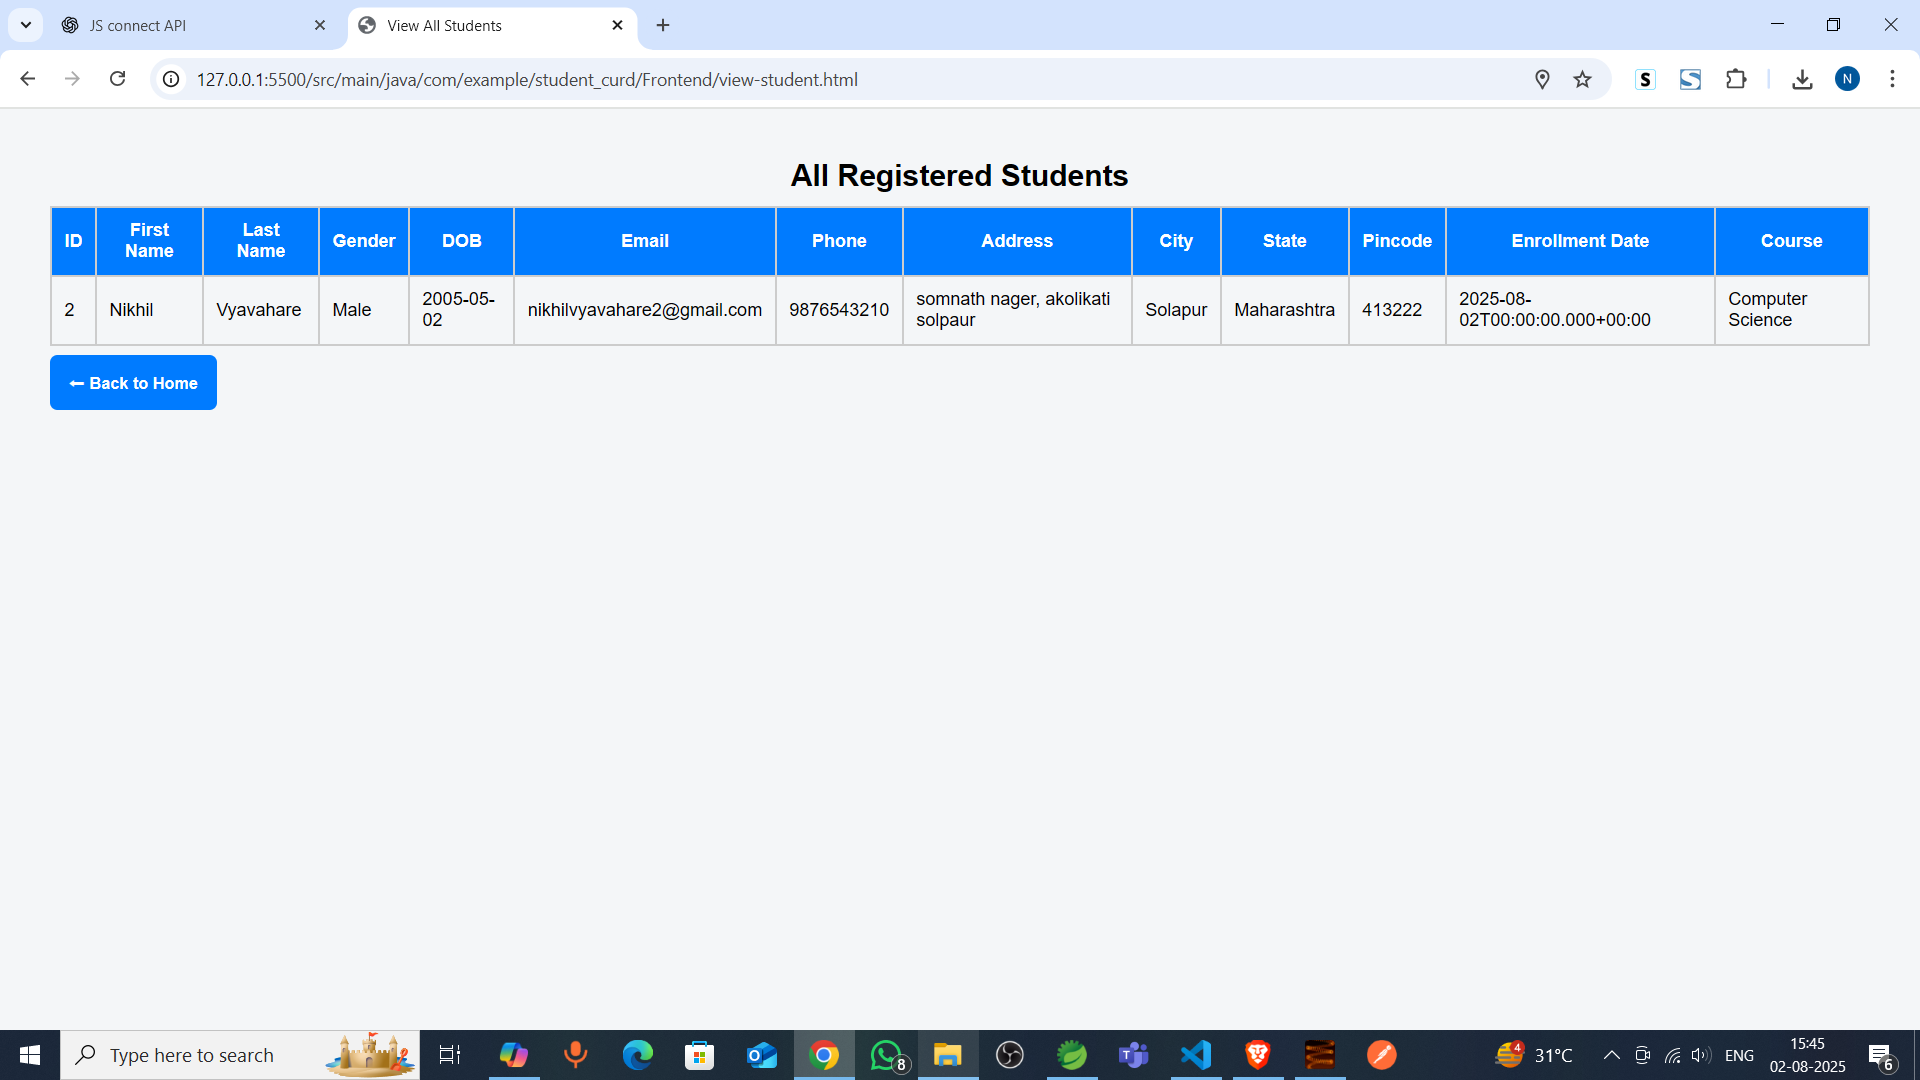 JS connect API
View All Students
127.0.0.1:5500/src/main/java/com/example/student_curd/Frontend/view-student.html
S
S
N
All Registered Students
ID First Name Last Name Gender DOB Email Phone Address City State Pincode Enrollment Date Course
2 Nikhil Vyavahare Male 2005-05-02 nikhilvyavahare2@gmail.com 9876543210 somnath nager, akolikati solpaur Solapur Maharashtra 413222 2025-08-02T00:00:00.000+00:00 Computer Science
← Back to Home
Type here to search
8
4
31°C
ENG
15:45
02-08-2025
6